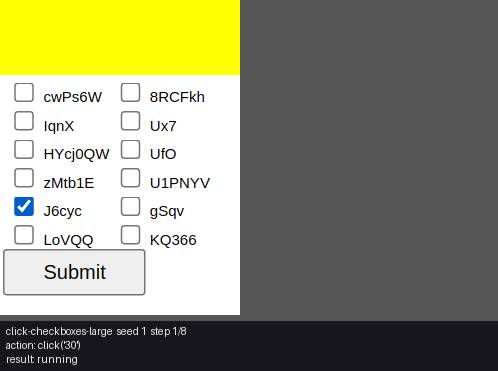 cwPs6W 8RCFkh
IqnX Ux7
HYcj0QW UfO
zMtb1E U1PNYV
J6cyc gSqv
LoVQQ KQ366
Submit
click-checkboxes-large seed 1 step 1/8
action: click('30')
result: running